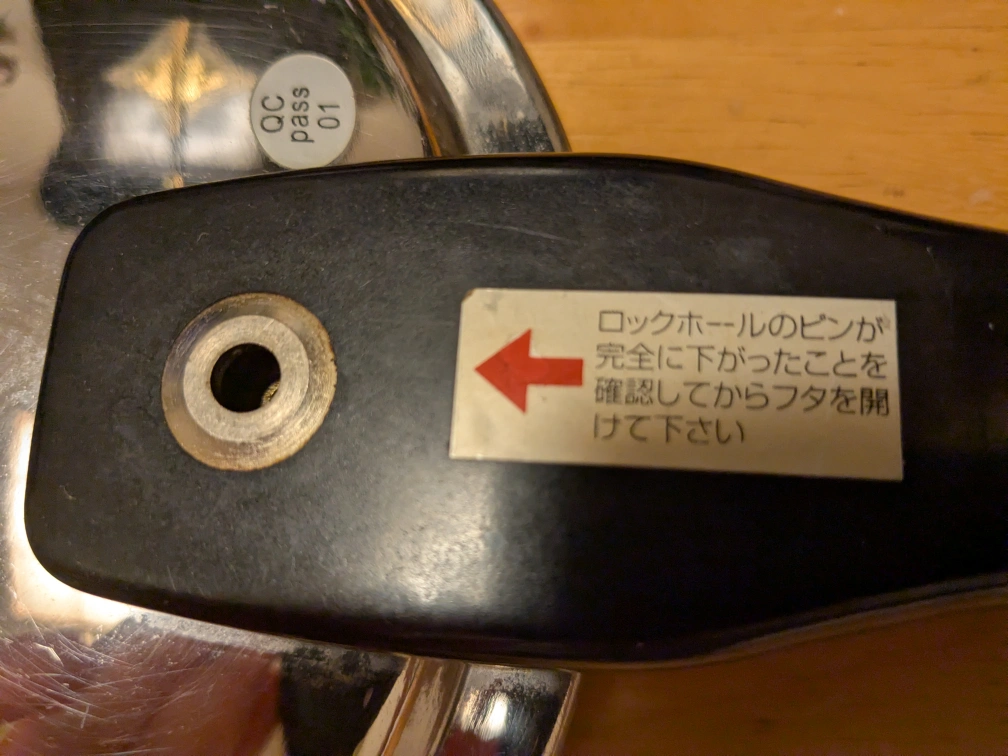 QC
pass
01
ロックホールのピンが
完全に下がったことを
確認してからフタを開
けて下さい